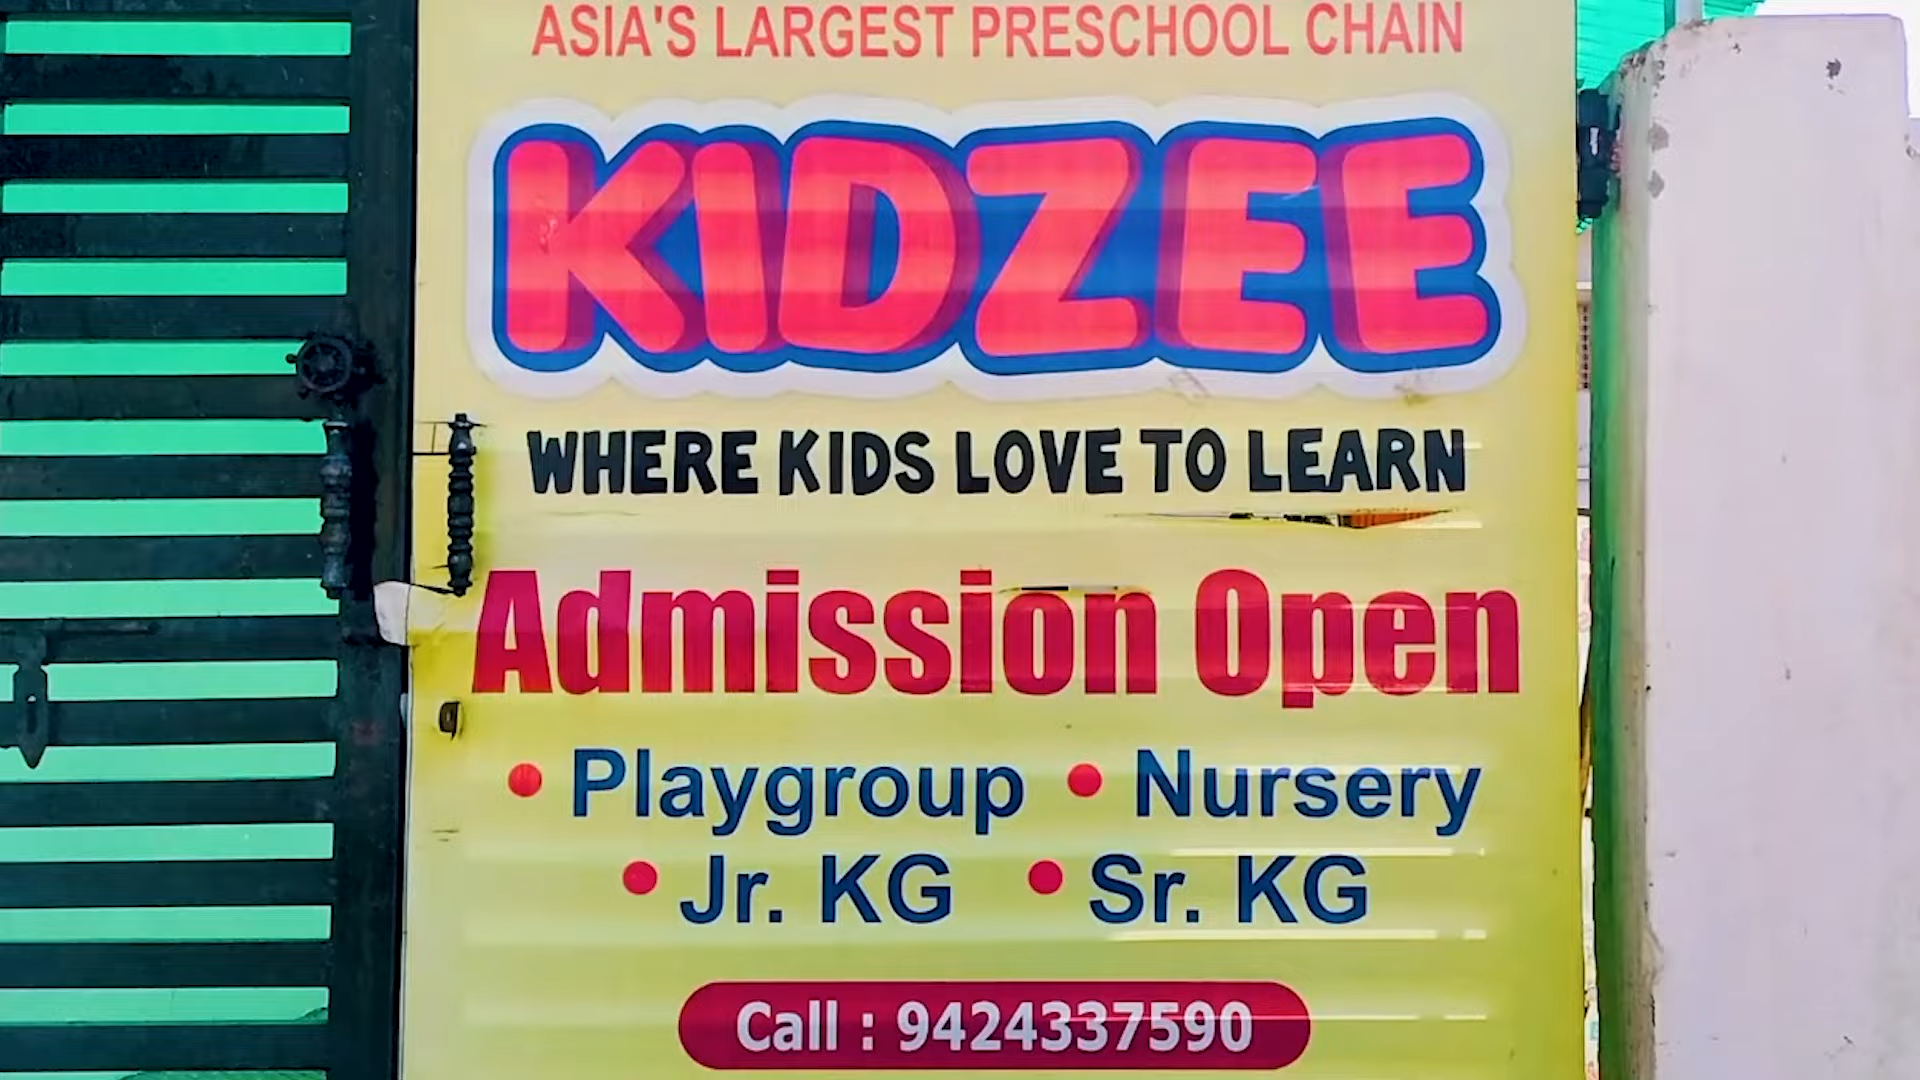 ASIA'S LARGEST PRESCHOOL CHAIN
KIDZEE
WHERE KIDS LOVE TO LEARN
Admission Open
• Playgroup • Nursery
• Jr. KG • Sr. KG
Call : 9424337590